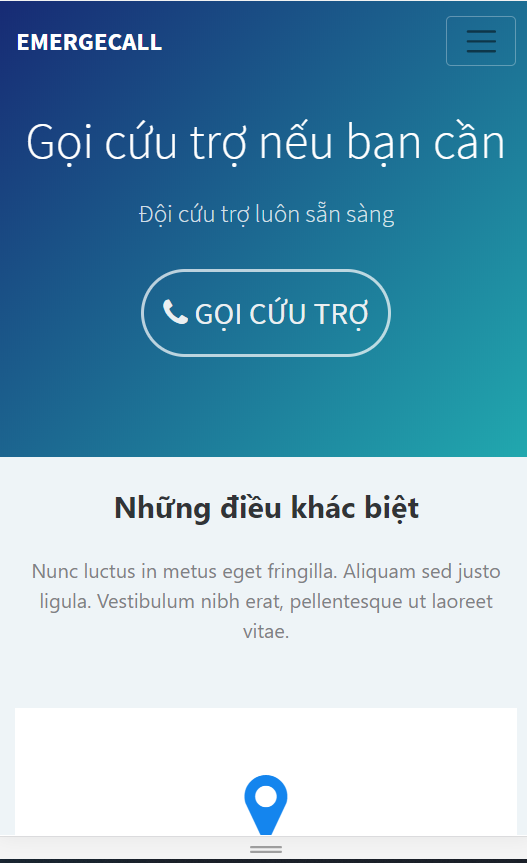 EMERGECALL
Gọi cứu trợ nếu bạn cần
Đội cứu trợ luôn sẵn sàng
GỌI CỨU TRỢ
Những điều khác biệt
Nunc luctus in metus eget fringilla. Aliquam sed justo
ligula. Vestibulum nibh erat, pellentesque ut laoreet
vitae.